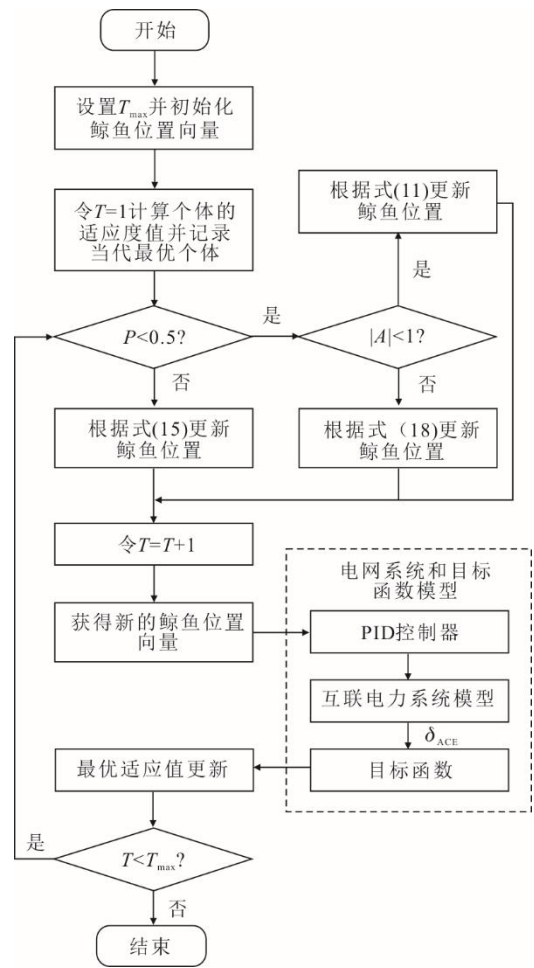 开始
设置Tmax并初始化
鲸鱼位置向量
令T=1计算个体的
适应度值并记录
当代最优个体
根据式(11)更新
鲸鱼位置
是
P<0.5?
是
|A|<1?
否
否
根据式(15)更新
鲸鱼位置
根据式（18)更新
鲸鱼位置
令T=T+1
电网系统和目标
函数模型
获得新的鲸鱼位置
向量
PID控制器
互联电力系统模型
δACE
最优适应值更新
目标函数
是
T<Tmax?
否
结束